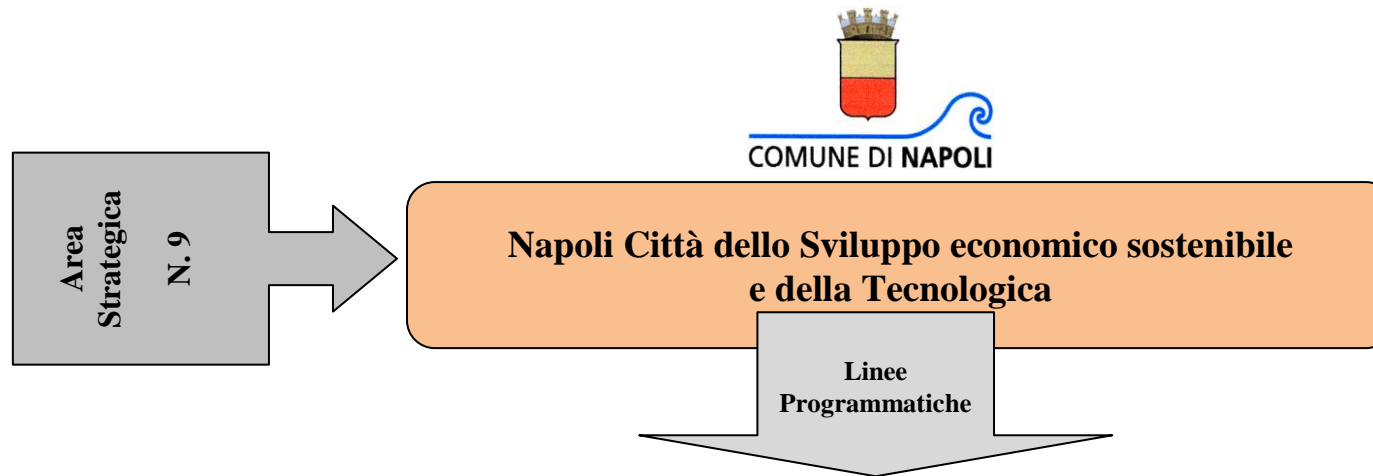 COMUNE DI NAPOLI
Area
Strategica
N. 9
Napoli Città dello Sviluppo economico sostenibile
e della Tecnologica
Linee
Programmatiche